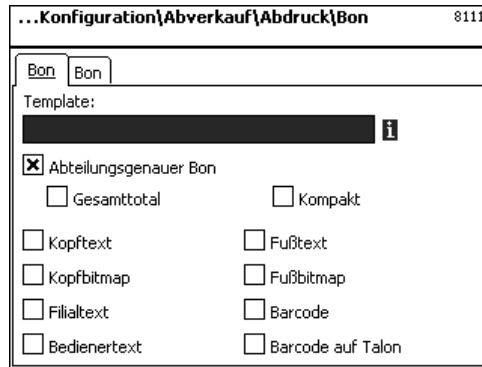 ...Konfiguration\Abverkauf\Abdruck\Bon 8111
Bon Bon
Template:
i
Abteilungsgenauer Bon
Gesamttotal Kompakt
Kopftext Fußtext
Kopfbitmap Fußbitmap
Filialtext Barcode
Bedienertext Barcode auf Talon